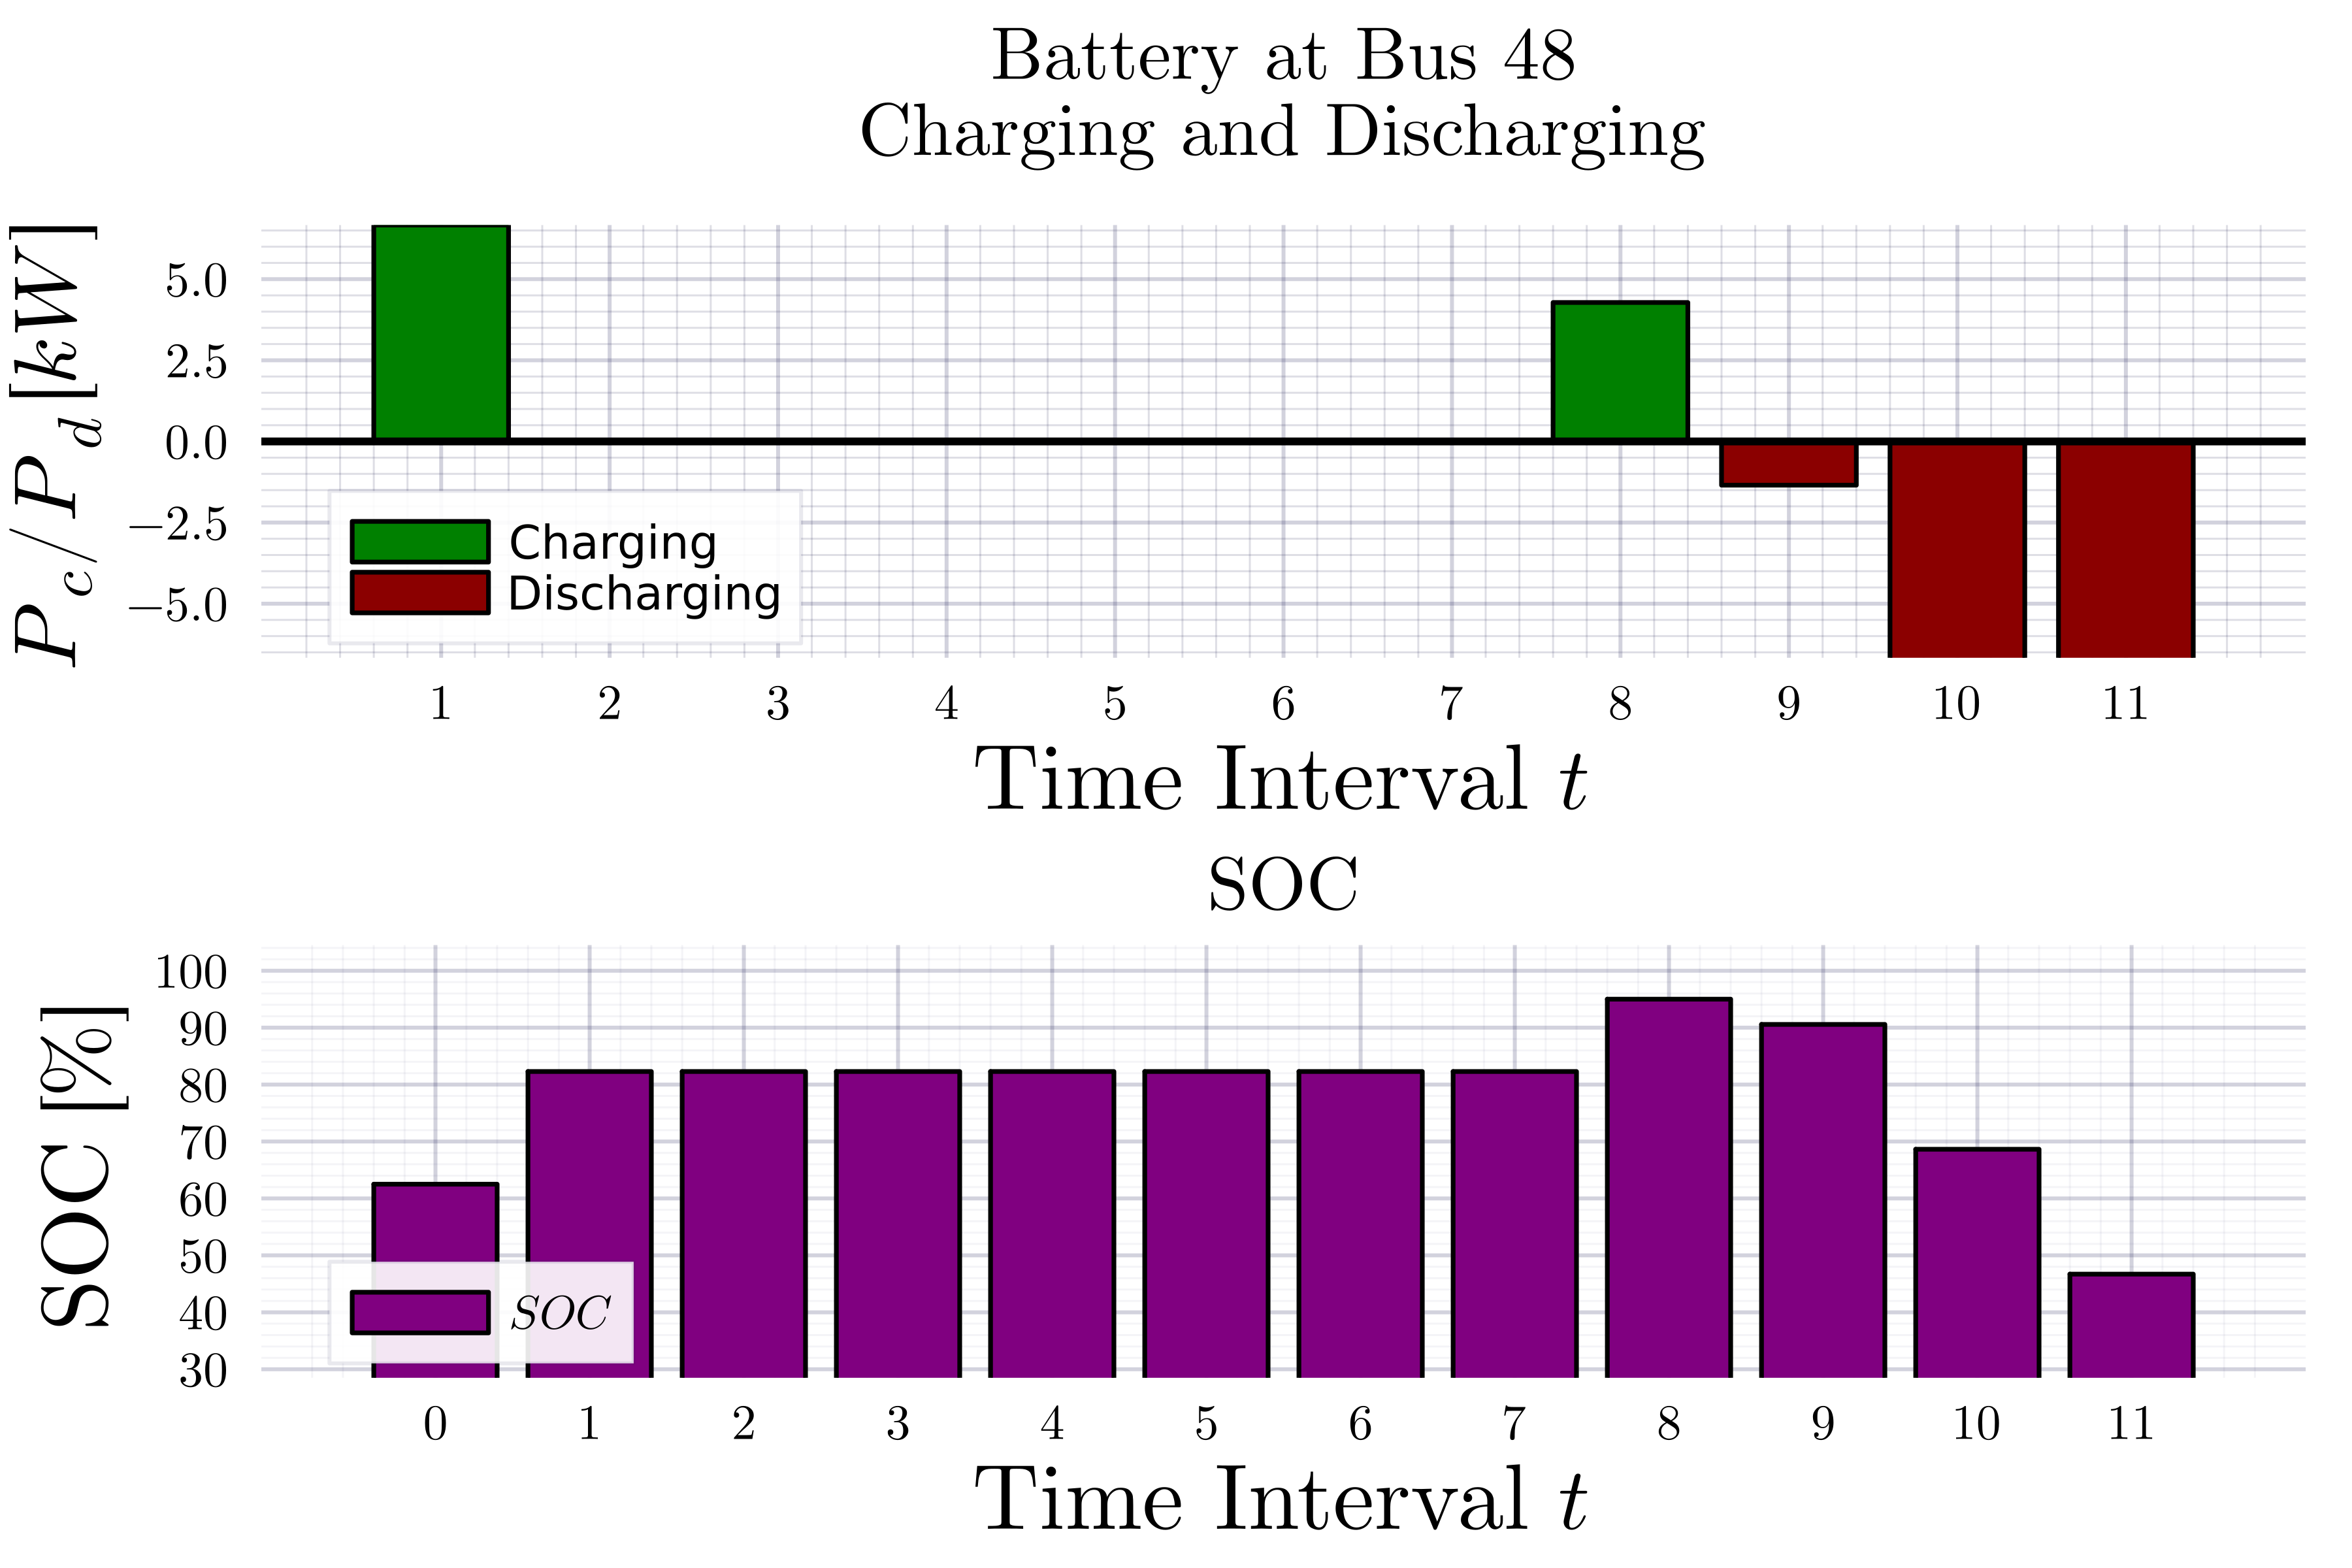 Battery at Bus 48
Charging and Discharging
P_c/P_d [kW]
5.0
2.5
0.0
−2.5
−5.0
Charging
Discharging
1 2 3 4 5 6 7 8 9 10 11
Time Interval t
SOC
SOC [%]
100
90
80
70
60
50
40
30
SOC
0 1 2 3 4 5 6 7 8 9 10 11
Time Interval t